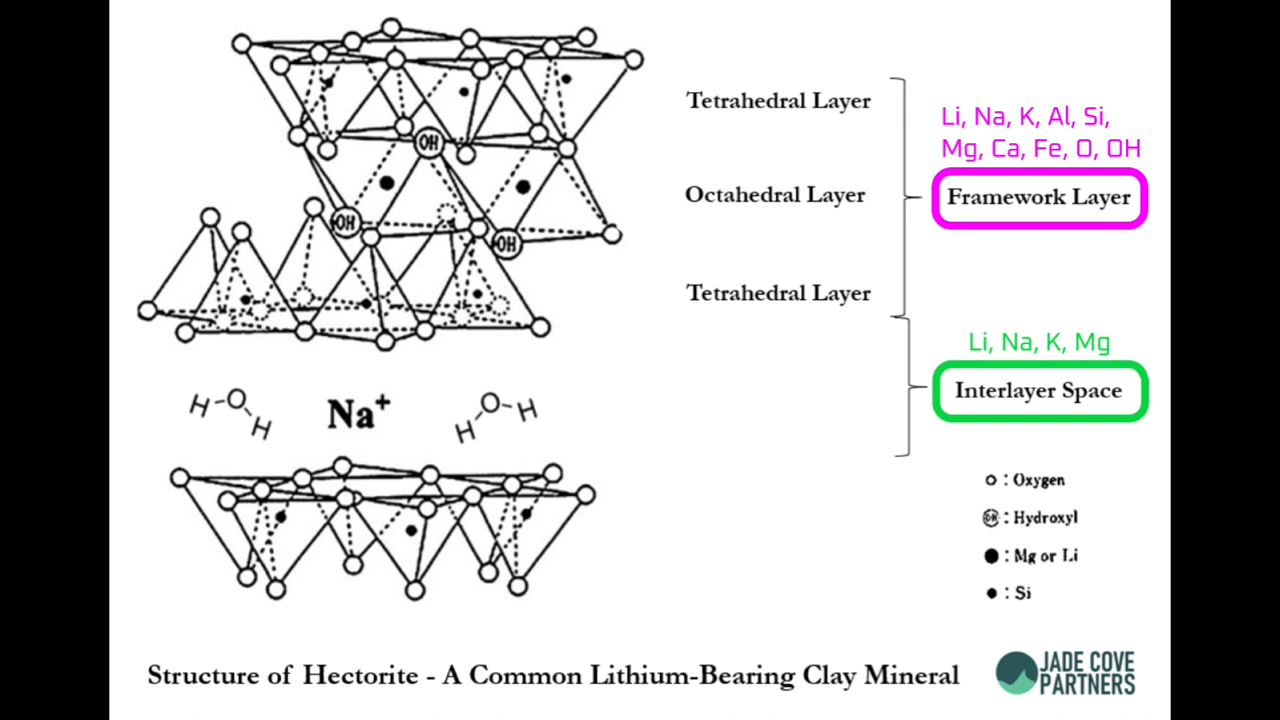 Tetrahedral Layer
Li, Na, K, Al, Si,
Mg, Ca, Fe, O, OH
OH
Octahedral Layer
Framework Layer
OH
OH
Tetrahedral Layer
Li, Na, K, Mg
Interlayer Space
H O H
Na+
H O H
: Oxygen
OH : Hydroxyl
: Mg or Li
: Si
Structure of Hectorite - A Common Lithium-Bearing Clay Mineral
JADE COVE
PARTNERS